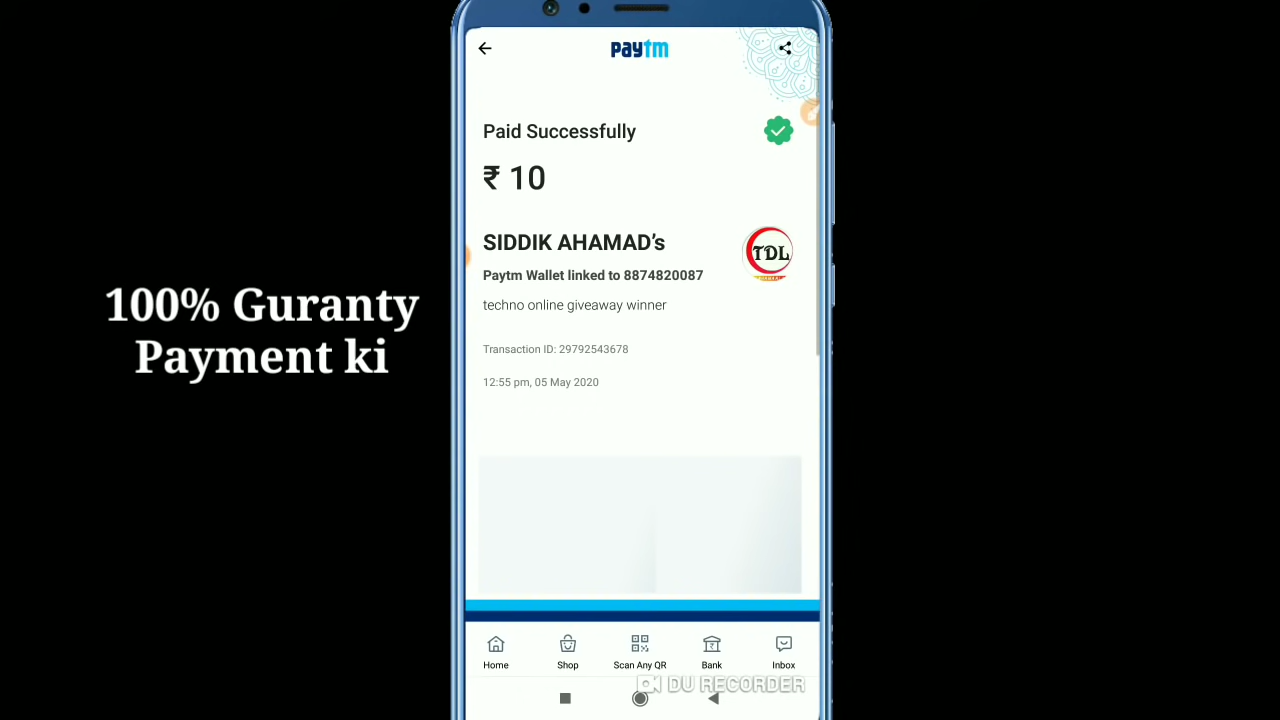 paytm
Paid Successfully
₹ 10
SIDDIK AHAMAD’s
TDL
Paytm Wallet linked to 8874820087
techno online giveaway winner
Transaction ID: 29792543678
12:55 pm, 05 May 2020
100% Guranty
Payment ki
Home
Shop
Scan Any QR
Bank
Inbox
DU RECORDER